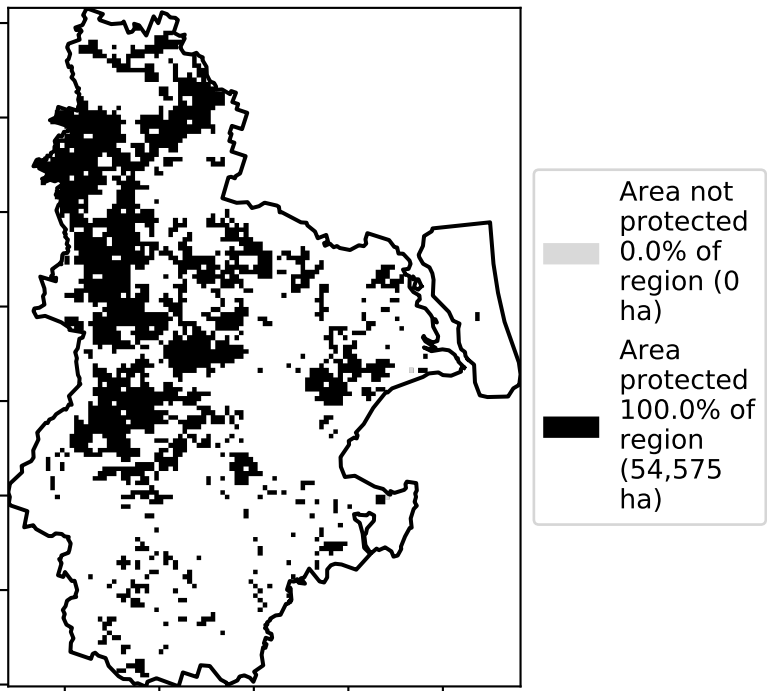 Area not
protected
0.0% of
region (0
ha)
Area
protected
100.0% of
region
(54,575
ha)